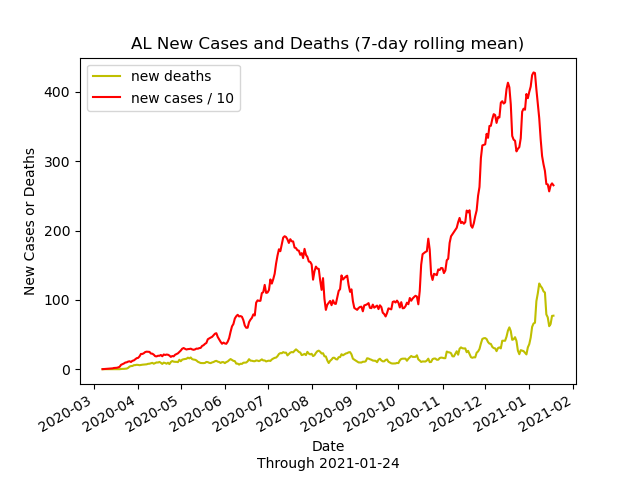 AL New Cases and Deaths (7-day rolling mean)
new deaths
new cases / 10
New Cases or Deaths
400
300
200
100
0
2020-03
2020-04
2020-05
2020-06
2020-07
2020-08
2020-09
2020-10
2020-11
2020-12
2021-01
2021-02
Date
Through 2021-01-24